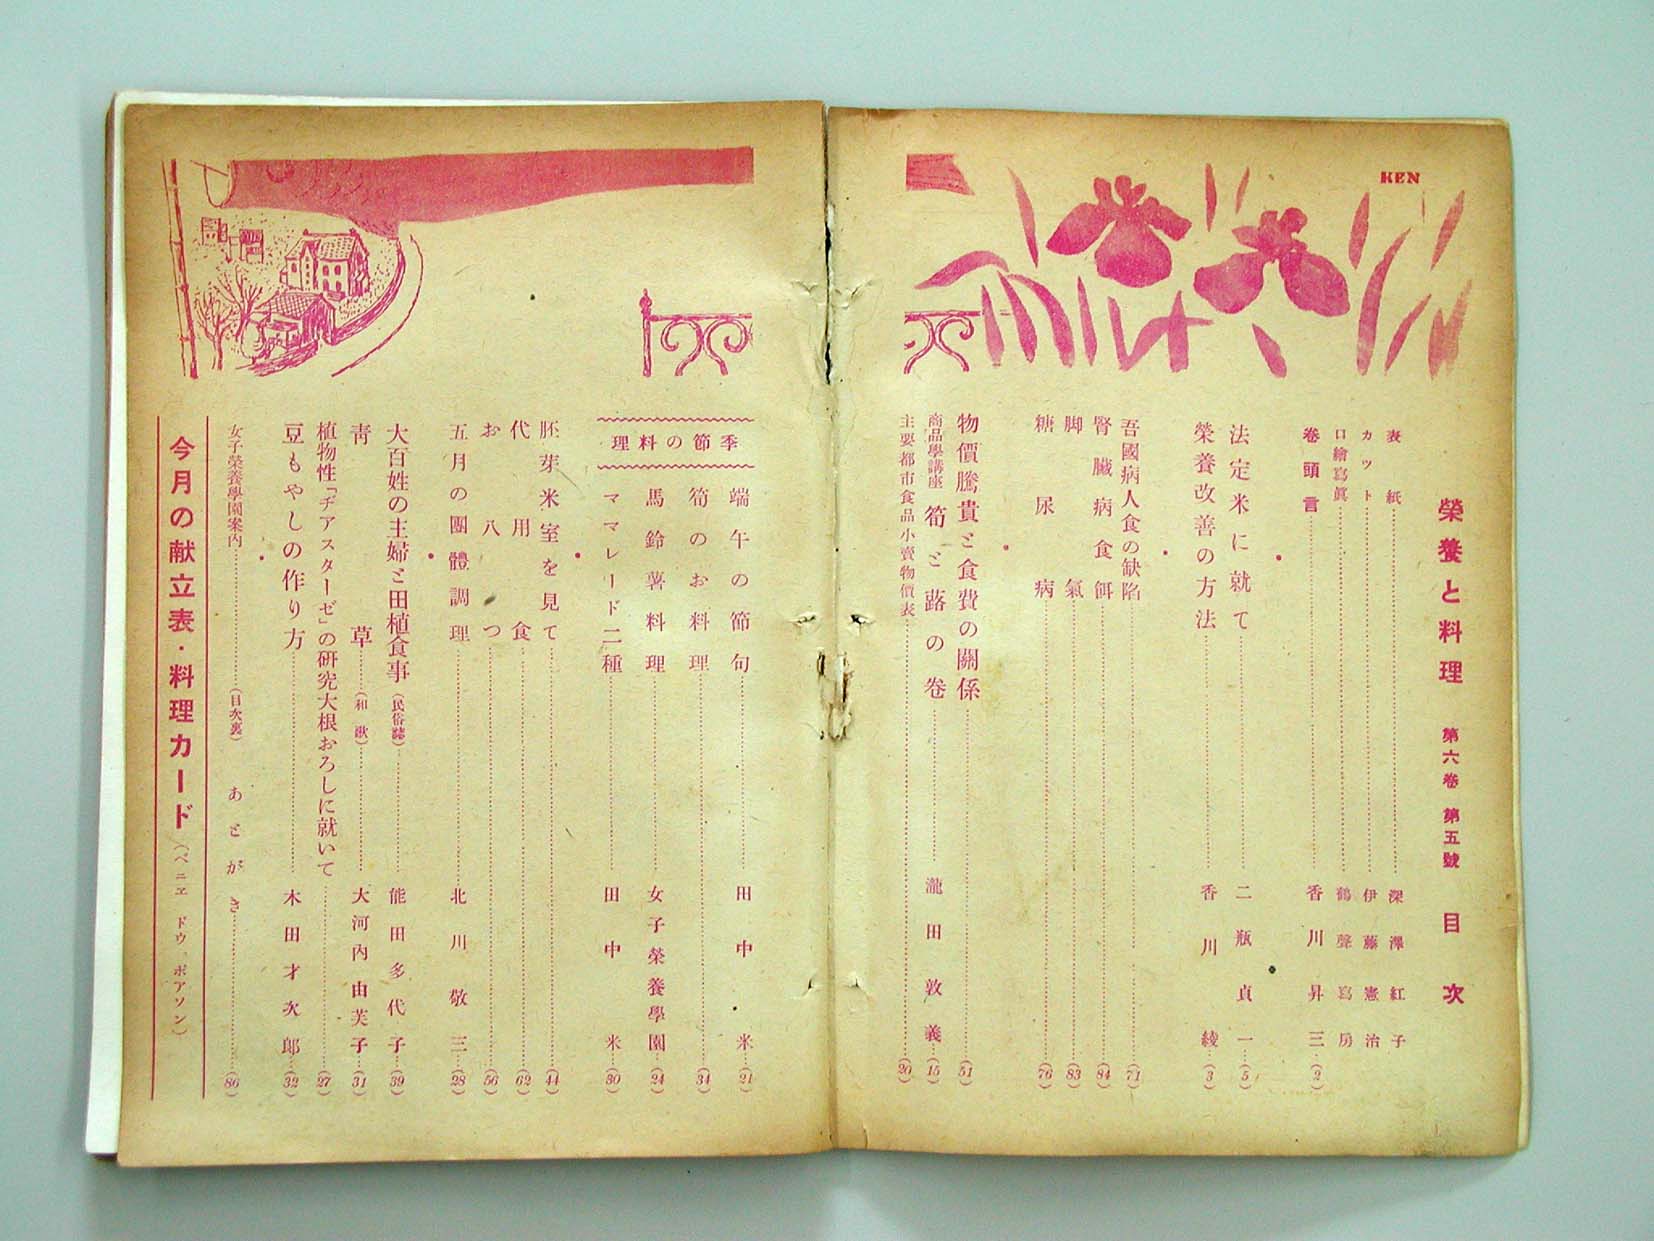 KEN
榮養と料理 第六卷 第五號 目次
表紙 深澤紅子
カット 伊藤憲治
口繪寫眞 鶴聲寫房
卷頭言 香川昇三 (2)
法定米に就て 二瓶貞一 (5)
榮養改善の方法 香川綾 (3)
吾國病人食の缺陷 (71)
腎臟病食餌 (84)
脚氣 (83)
糖尿病 (76)
物價騰貴と食費の關係 (51)
商品學講座 筍と蕗の卷 瀧田敦義 (15)
主要都市食品小賣物價表 (20)
季節の料理
端午の節句 田中米 (21)
筍のお料理 (34)
馬鈴薯料理 女子榮養學園 (24)
ママレード二種 田中米 (30)
胚芽米室を見て (44)
代用食 (62)
お八つ (56)
五月の團體調理 北川敬三 (28)
大百姓の主婦と田植食事 (民俗誌) 能田多代子 (39)
靑草 (和歌) 大河內由芙子 (31)
植物性「ヂアスターゼ」の硏究大根おろしに就いて (27)
豆もやしの作り方 木田才次郎 (32)
女子榮養學園案內 (目次裏) あとがき (86)
今月の献立表・料理カード (ベニエ ドウ・ポアソン)